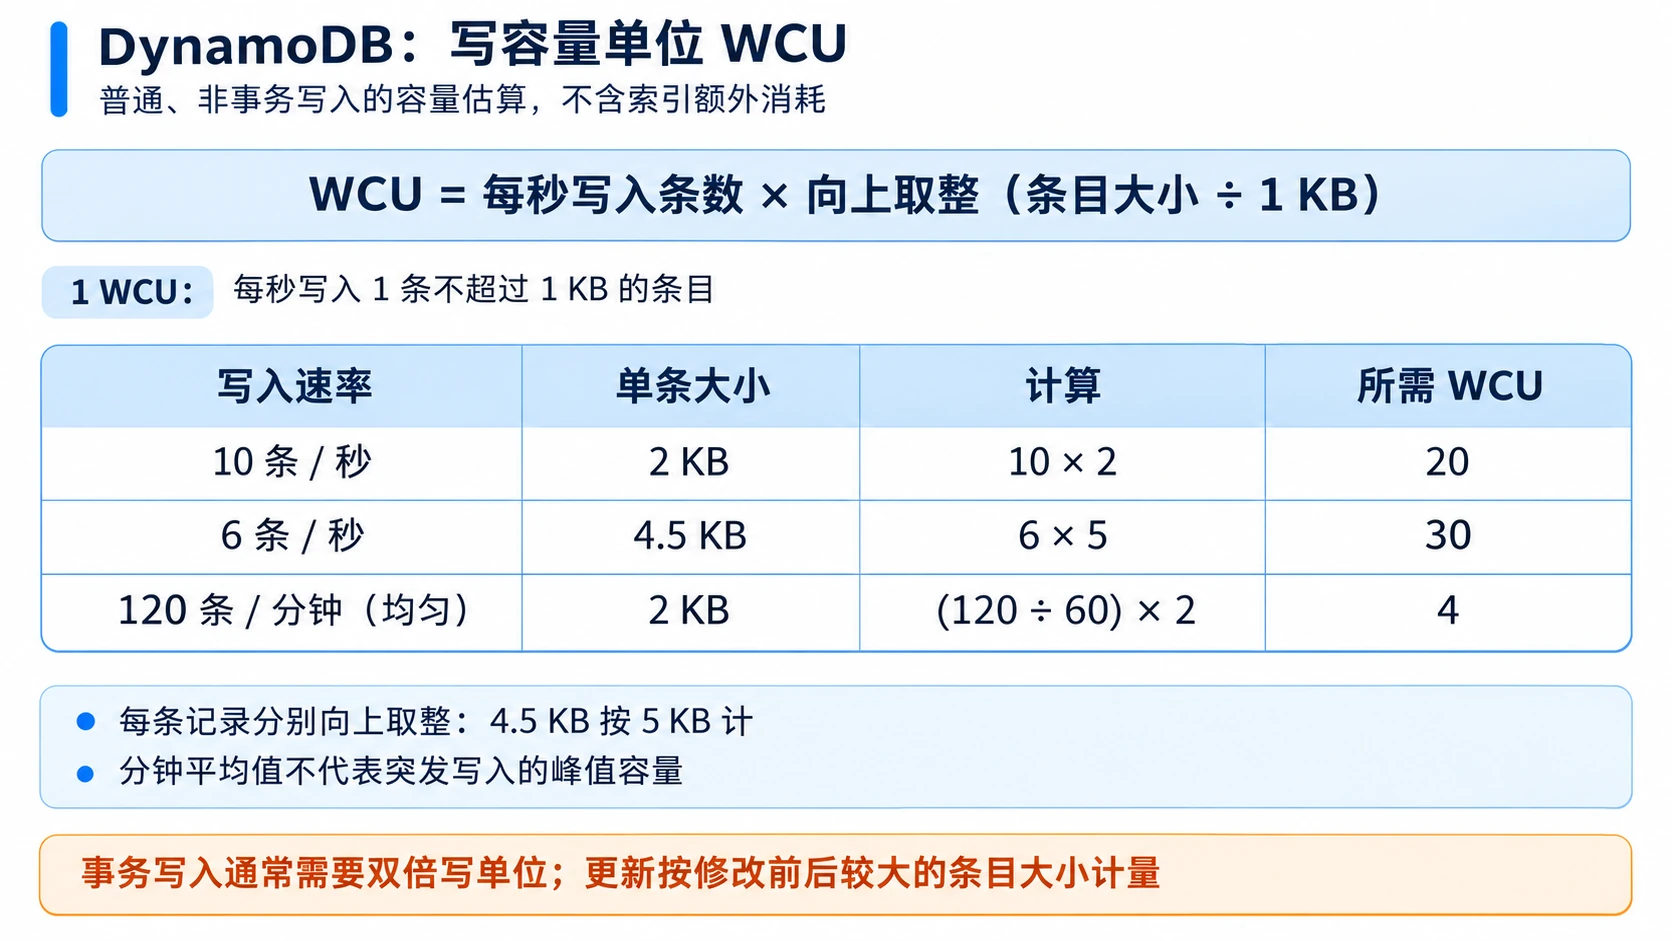 DynamoDB：写容量单位 WCU
普通、非事务写入的容量估算，不含索引额外消耗
WCU = 每秒写入条数 × 向上取整（条目大小 ÷ 1 KB）
1 WCU： 每秒写入 1 条不超过 1 KB 的条目
写入速率 单条大小 计算 所需 WCU
10 条 / 秒 2 KB 10 × 2 20
6 条 / 秒 4.5 KB 6 × 5 30
120 条 / 分钟（均匀） 2 KB (120 ÷ 60) × 2 4
每条记录分别向上取整：4.5 KB 按 5 KB 计
分钟平均值不代表突发写入的峰值容量
事务写入通常需要双倍写单位；更新按修改前后较大的条目大小计量